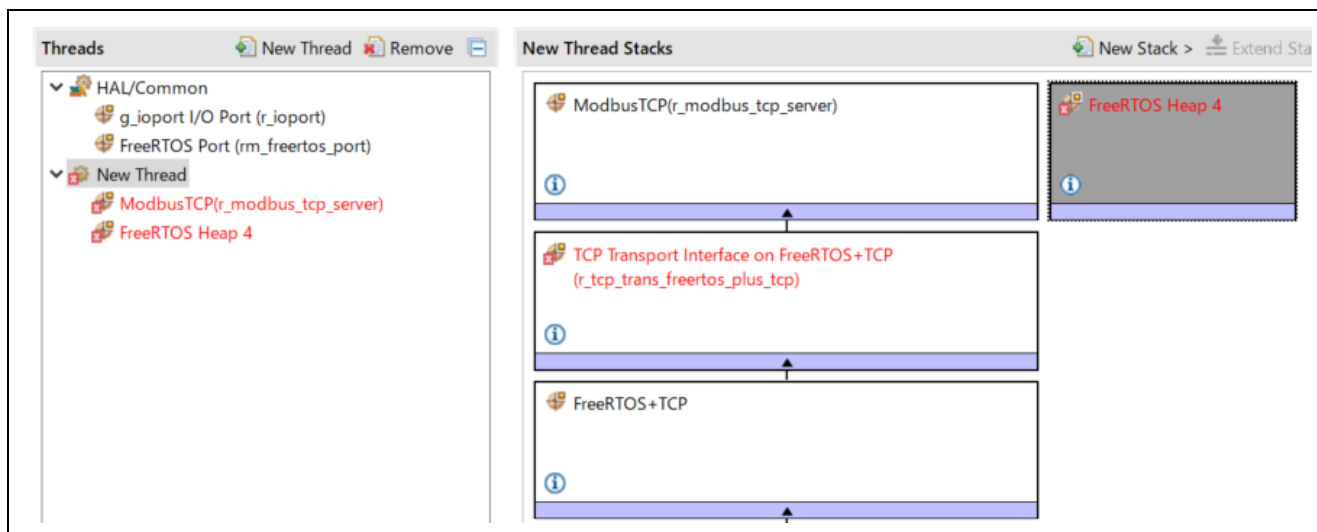 Threads
New Thread
Remove
HAL/Common
g_ioport I/O Port (r_ioport)
FreeRTOS Port (rm_freertos_port)
New Thread
ModbusTCP(r_modbus_tcp_server)
FreeRTOS Heap 4
New Thread Stacks
New Stack >
Extend Sta
ModbusTCP(r_modbus_tcp_server)
FreeRTOS Heap 4
TCP Transport Interface on FreeRTOS+TCP
(r_tcp_trans_freertos_plus_tcp)
FreeRTOS+TCP